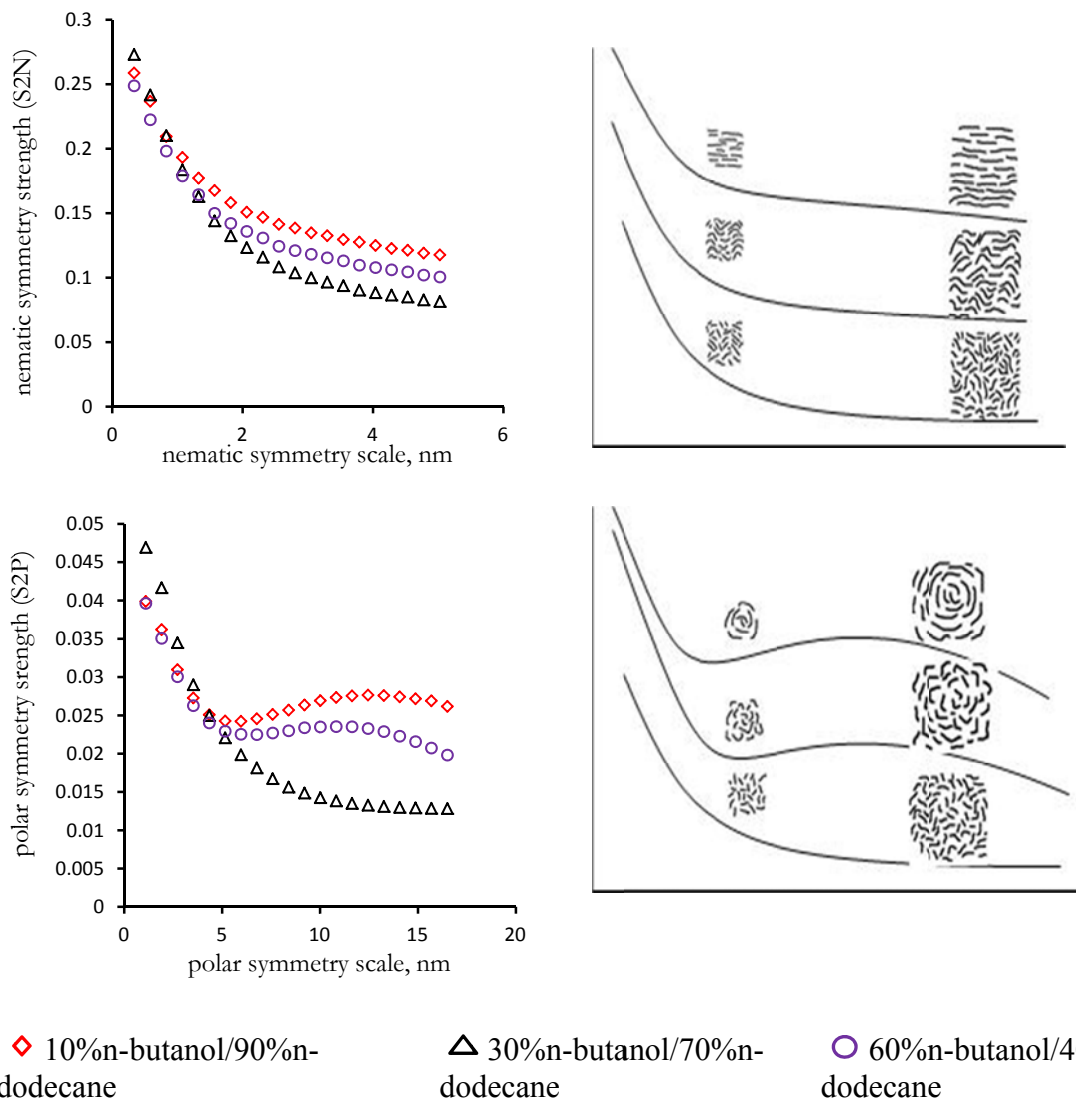 nematic symmetry strength (S2N)
0.3
0.25
0.2
0.15
0.1
0.05
0
0 2 4 6
nematic symmetry scale, nm
polar symmetry srength (S2P)
0.05
0.045
0.04
0.035
0.03
0.025
0.02
0.015
0.01
0.005
0
0 5 10 15 20
polar symmetry scale, nm
10%n-butanol/90%n- 30%n-butanol/70%n- 60%n-butanol/4
dodecane dodecane dodecane